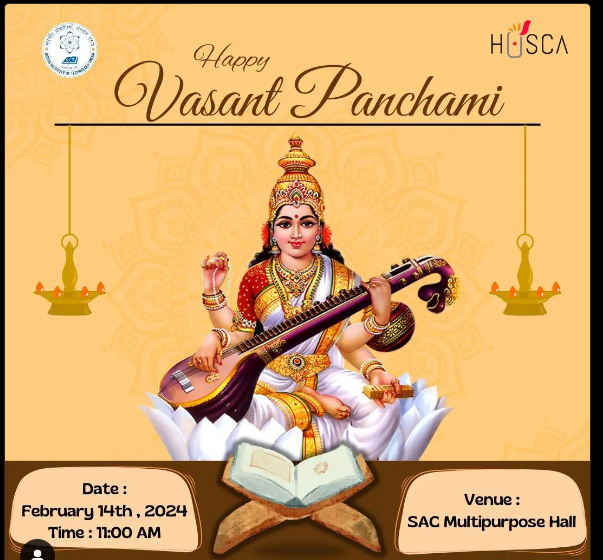 HUSCA
Happy
Vasant Panchami
Date :
February 14th , 2024
Time : 11:00 AM
Venue :
SAC Multipurpose Hall